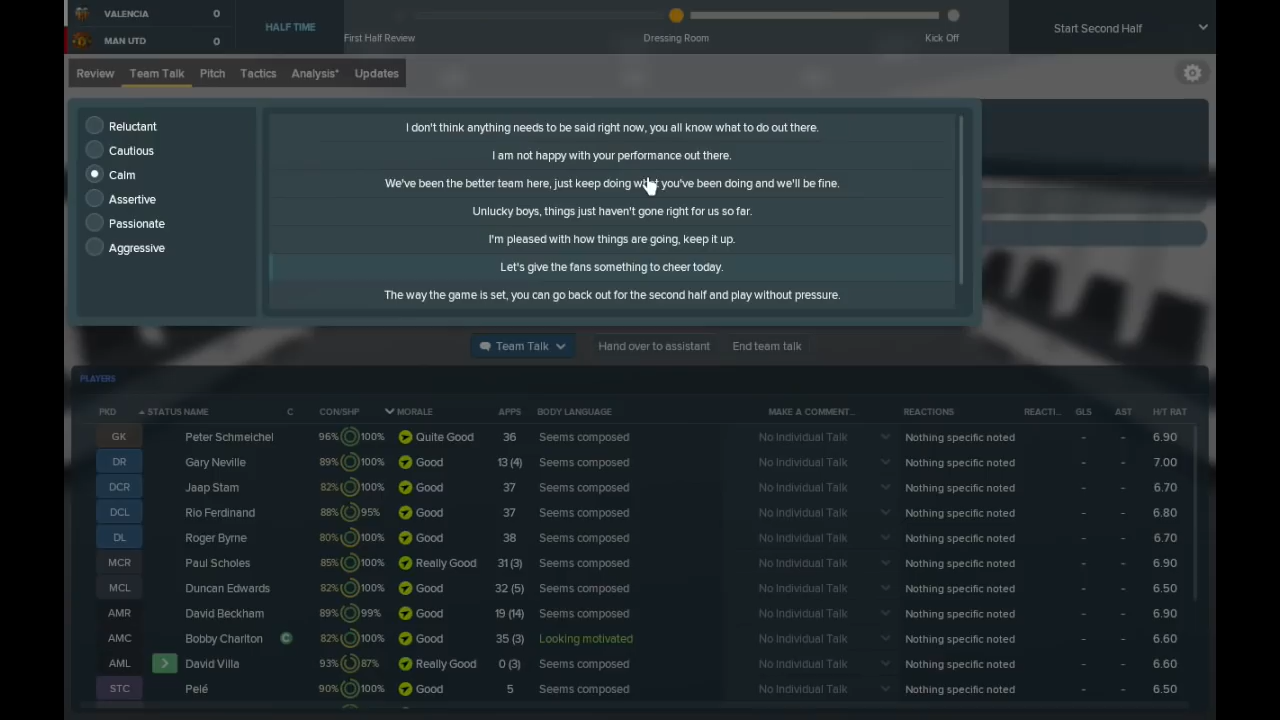 VALENCIA 0
MAN UTD 0
HALF TIME
First Half Review
Dressing Room
Kick Off
Start Second Half
Review Team Talk Pitch Tactics Analysis* Updates
Reluctant
Cautious
Calm
Assertive
Passionate
Aggressive
I don't think anything needs to be said right now, you all know what to do out there.
I am not happy with your performance out there.
We've been the better team here, just keep doing what you've been doing and we'll be fine.
Unlucky boys, things just haven't gone right for us so far.
I'm pleased with how things are going, keep it up.
Let's give the fans something to cheer today.
The way the game is set, you can go back out for the second half and play without pressure.
Team Talk Hand over to assistant End team talk
PLAYERS
PKD STATUS NAME C CON/SHP MORALE APPS BODY LANGUAGE MAKE A COMMENT... REACTIONS REACTI... GLS AST H/T RAT
GK Peter Schmeichel 96% 100% Quite Good 36 Seems composed No Individual Talk Nothing specific noted - - 6.90
DR Gary Neville 89% 100% Good 13 (4) Seems composed No Individual Talk Nothing specific noted - - 7.00
DCR Jaap Stam 82% 100% Good 37 Seems composed No Individual Talk Nothing specific noted - - 6.70
DCL Rio Ferdinand 88% 95% Good 37 Seems composed No Individual Talk Nothing specific noted - - 6.80
DL Roger Byrne 80% 100% Good 38 Seems composed No Individual Talk Nothing specific noted - - 6.70
MCR Paul Scholes 85% 100% Really Good 31 (3) Seems composed No Individual Talk Nothing specific noted - - 6.90
MCL Duncan Edwards 82% 100% Good 32 (5) Seems composed No Individual Talk Nothing specific noted - - 6.50
AMR David Beckham 89% 99% Good 19 (14) Seems composed No Individual Talk Nothing specific noted - - 6.90
AMC Bobby Charlton C 82% 100% Good 35 (3) Looking motivated No Individual Talk Nothing specific noted - - 6.60
AML David Villa 93% 87% Really Good 0 (3) Seems composed No Individual Talk Nothing specific noted - - 6.60
STC Pelé 90% 100% Good 5 Seems composed No Individual Talk Nothing specific noted - - 6.50